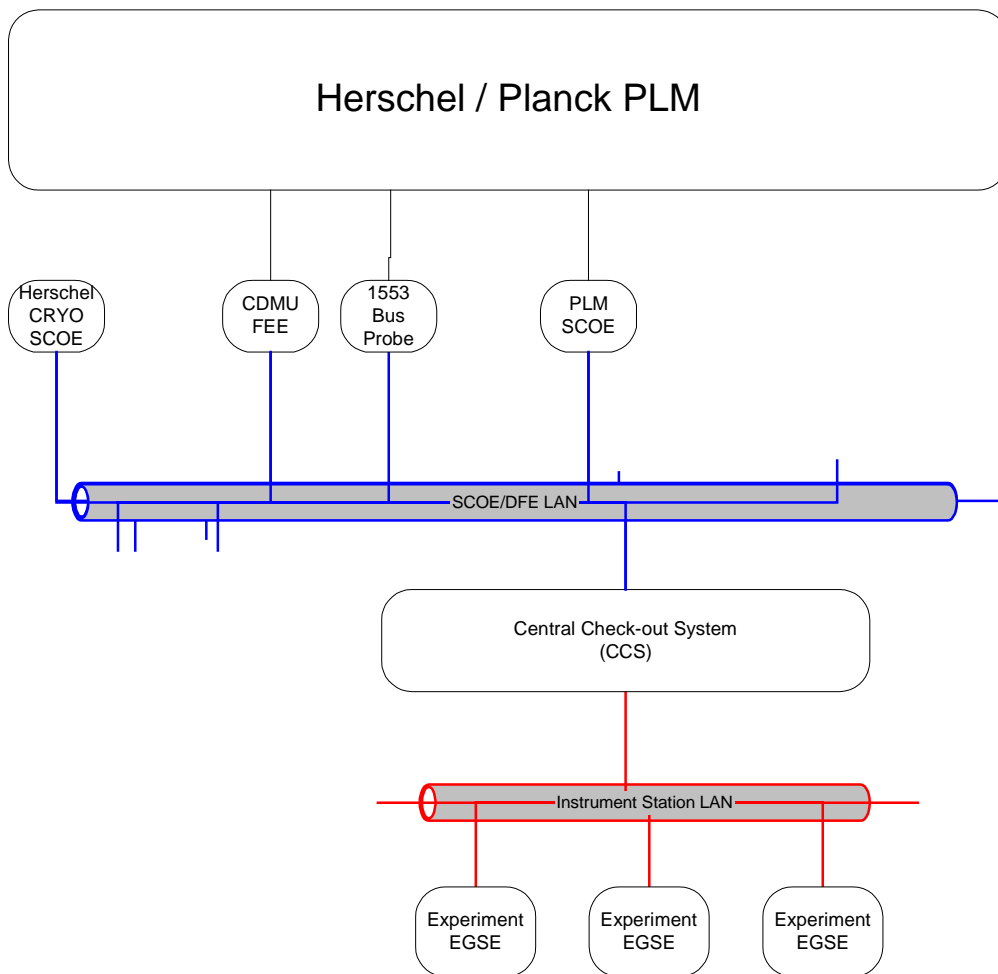 Herschel / Planck PLM
Herschel
CRYO
SCOE
CDMU
FEE
1553
Bus
Probe
PLM
SCOE
SCOE/DFE LAN
Central Check-out System
(CCS)
Instrument Station LAN
Experiment
EGSE
Experiment
EGSE
Experiment
EGSE